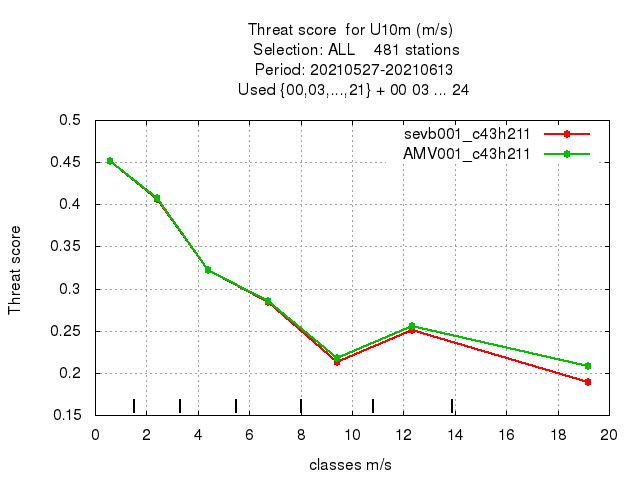 Threat score for U10m (m/s)
Selection: ALL 481 stations
Period: 20210527-20210613
Used {00,03,...,21} + 00 03 ... 24
sevb001_c43h211
AMV001_c43h211
0.5
0.45
0.4
0.35
0.3
0.25
0.2
0.15
Threat score
0 2 4 6 8 10 12 14 16 18 20
classes m/s